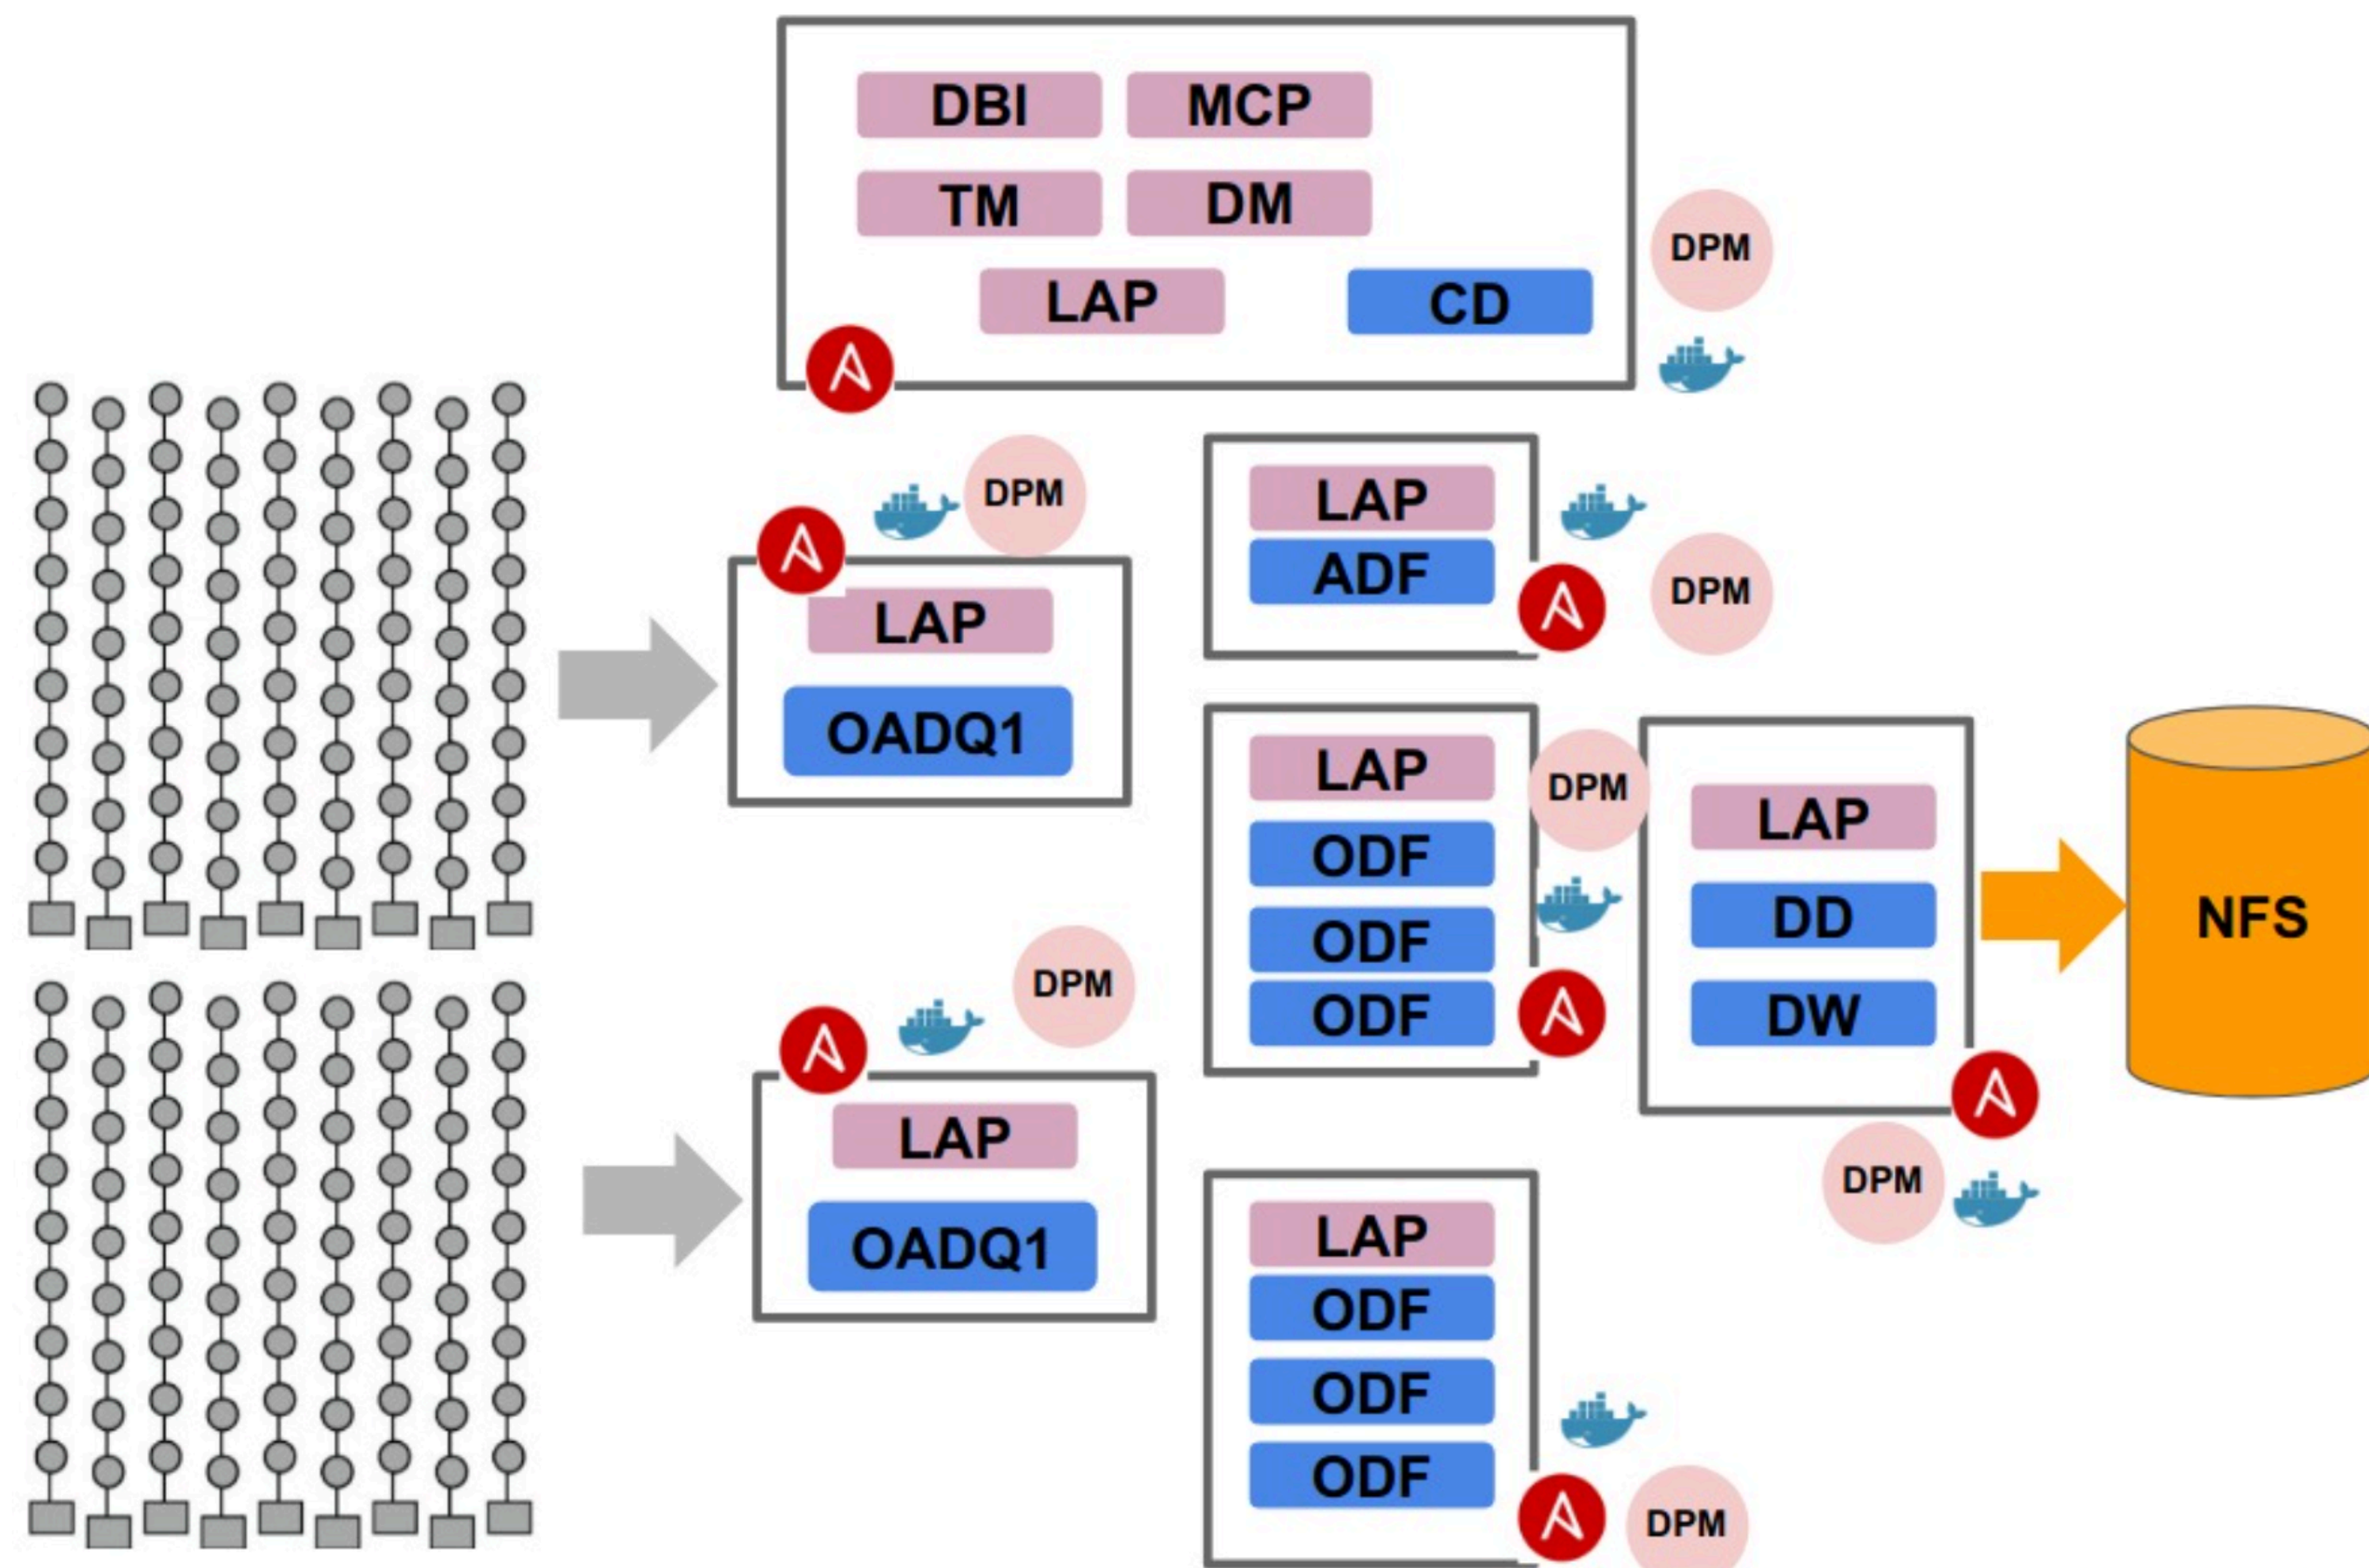 DBI MCP
TM DM
DPM
LAP CD
DPM
LAP
ADF
DPM
LAP
OADQ1
LAP
DPM
ODF
ODF
ODF
LAP
DD
DW
NFS
DPM
LAP
OADQ1
DPM
LAP
ODF
ODF
ODF
DPM